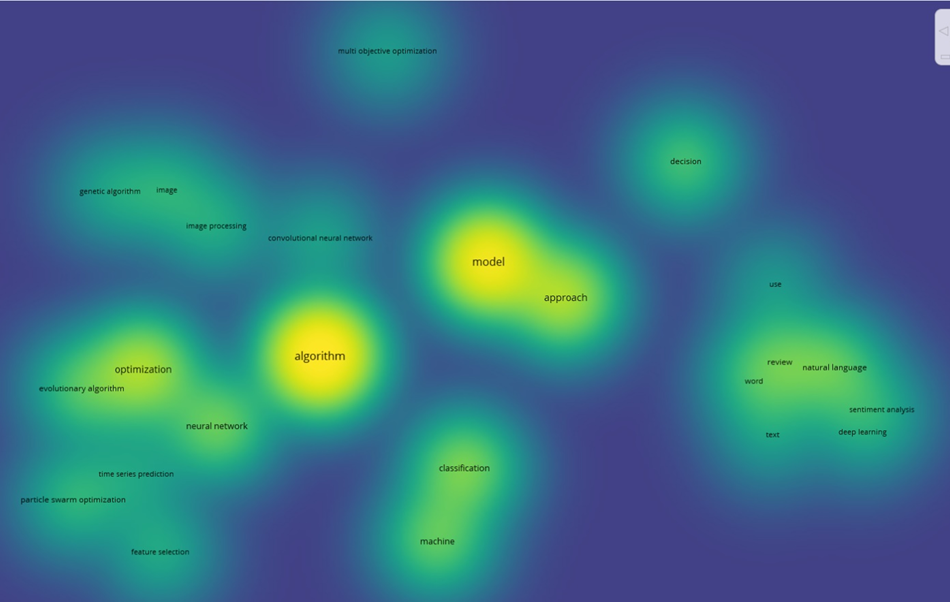 multi objective optimization
decision
genetic algorithm
image
image processing
convolutional neural network
model
use
approach
algorithm
review
natural language
optimization
word
evolutionary algorithm
sentiment analysis
neural network
deep learning
text
classification
time series prediction
particle swarm optimization
machine
feature selection